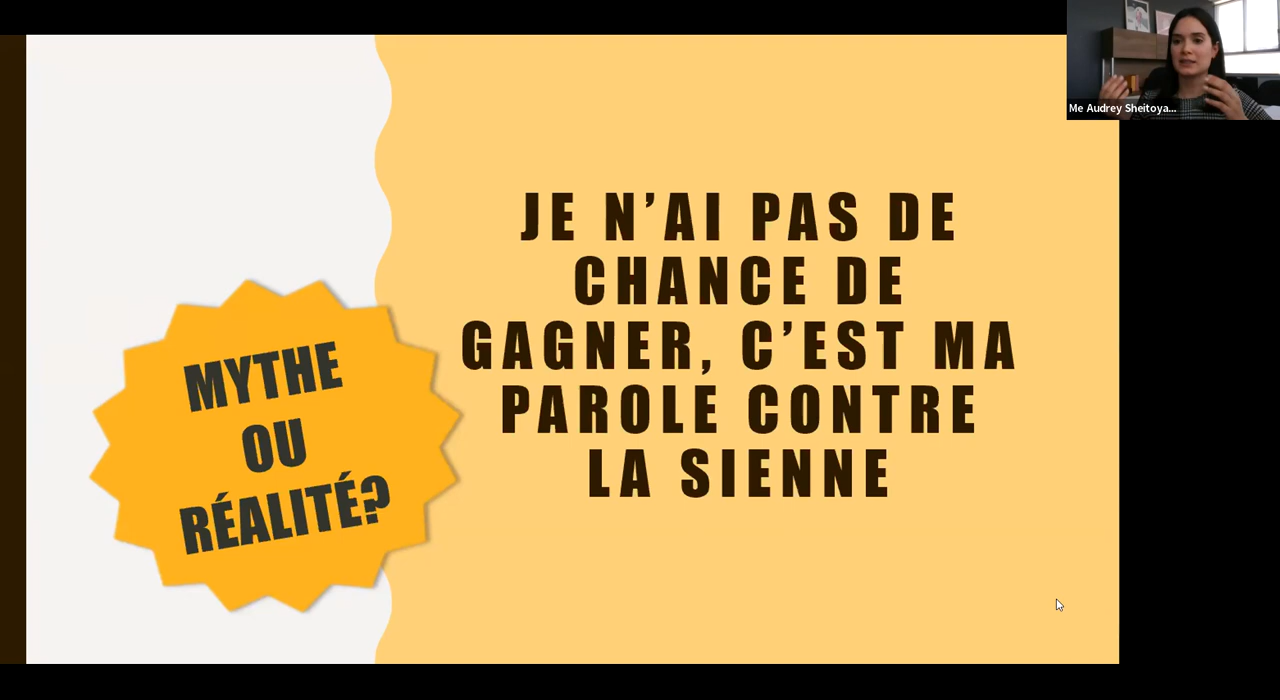 Me Audrey Sheitoya...
JE N’AI PAS DE
CHANCE DE
GAGNER, C’EST MA
PAROLE CONTRE
LA SIENNE
MYTHE
OU
RÉALITÉ?